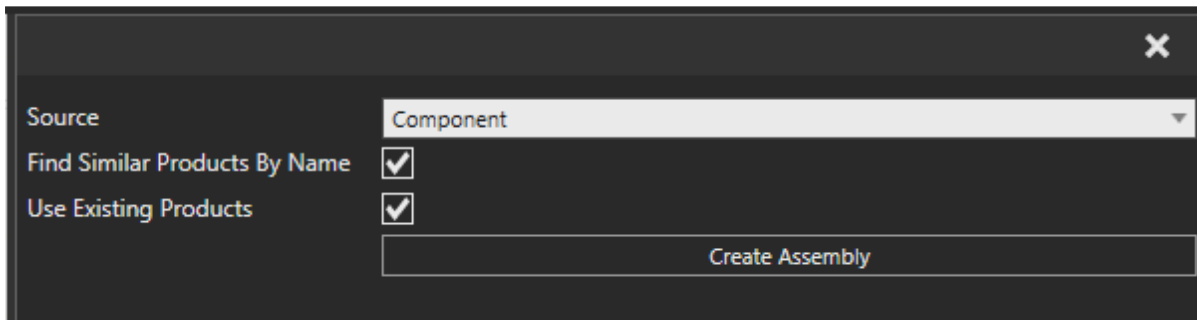 Source Component
Find Similar Products By Name
Use Existing Products
Create Assembly